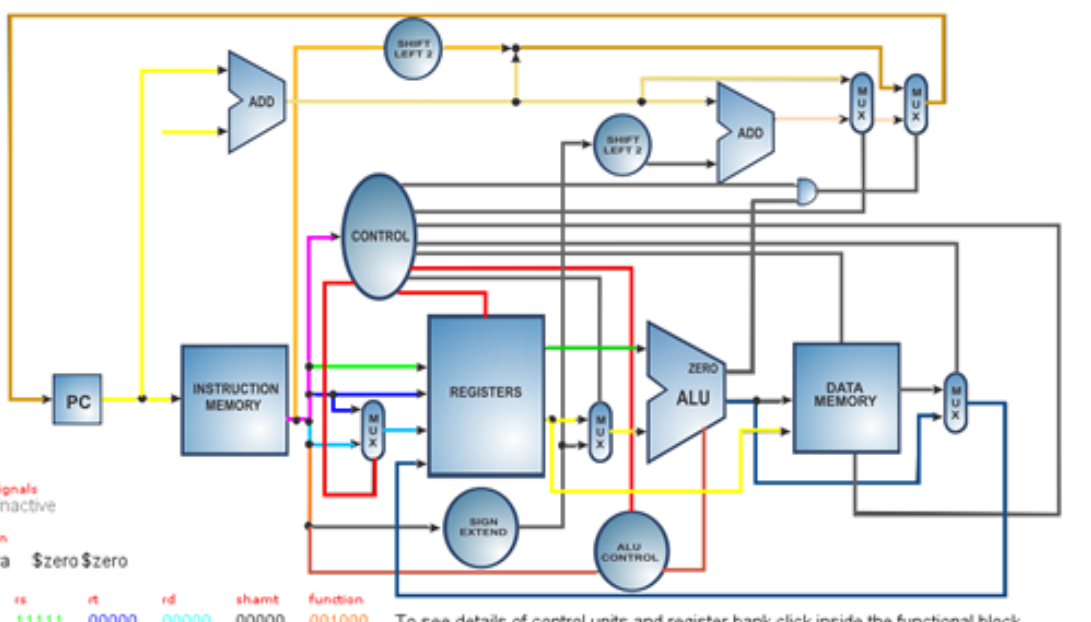 SHIFT
LEFT 2
ADD
MUX
MUX
SHIFT
LEFT 2
ADD
CONTROL
INSTRUCTION
MEMORY
PC
REGISTERS
MUX
MUX
ZERO
ALU
DATA
MEMORY
MUX
SIGN
EXTEND
ALU
CONTROL
ignals
nactive
n
ra $zero $zero
rs rt rd shamt function
11111 00000 00000 00000 001000
To see details of control units and register bank click inside the functional block